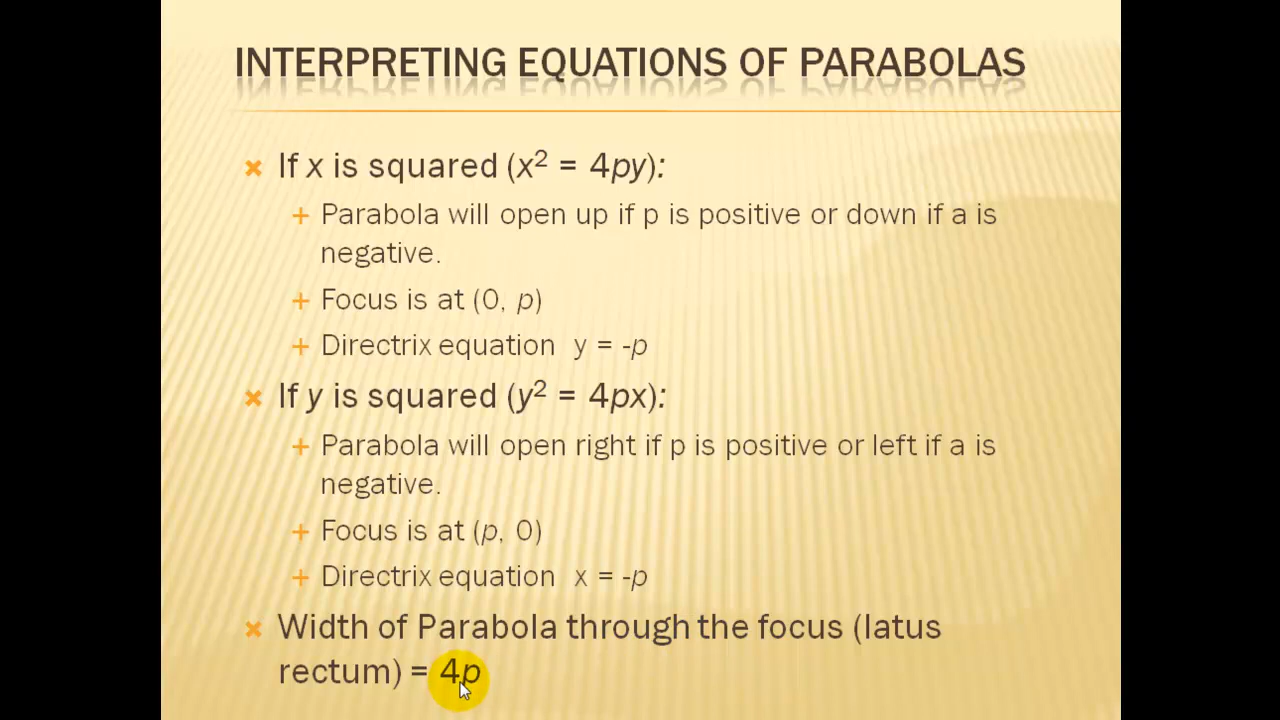 INTERPRETING EQUATIONS OF PARABOLAS
If x is squared (x² = 4py):
Parabola will open up if p is positive or down if a is
negative.
Focus is at (0, p)
Directrix equation y = -p
If y is squared (y² = 4px):
Parabola will open right if p is positive or left if a is
negative.
Focus is at (p, 0)
Directrix equation x = -p
Width of Parabola through the focus (latus
rectum) = 4p